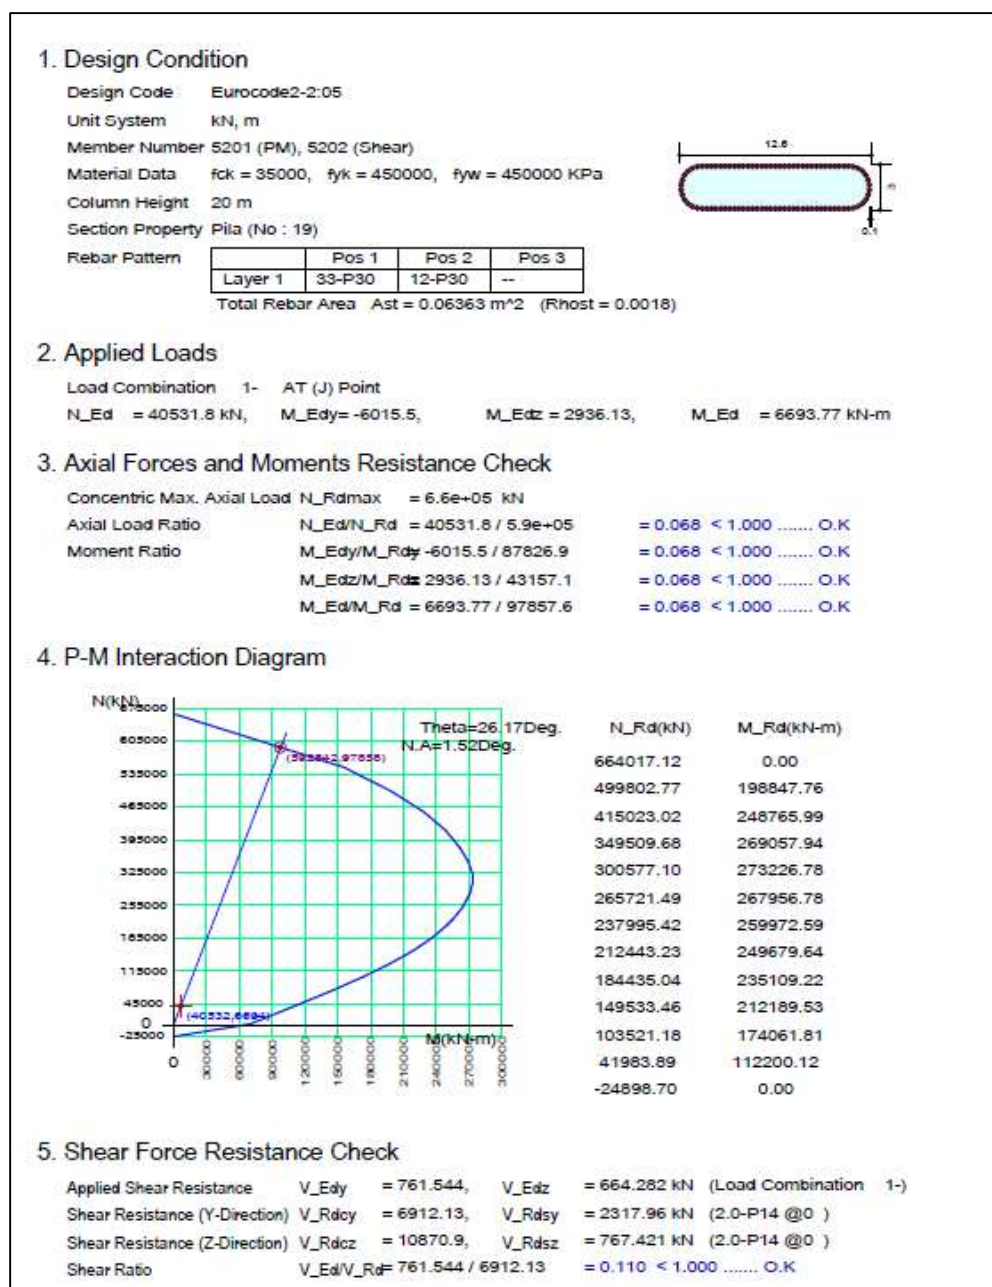 1. Design Condition
Design Code Eurocode2-2:05
Unit System kN, m
Member Number 5201 (PM), 5202 (Shear)
Material Data fck = 35000, fyk = 450000, fyw = 450000 KPa
Column Height 20 m
Section Property Pila (No : 19)
Rebar Pattern Pos 1 Pos 2 Pos 3
Layer 1 33-P30 12-P30 --
Total Rebar Area Ast = 0.06363 m^2 (Rhost = 0.0018)
3
0.1
2. Applied Loads
Load Combination 1- AT (J) Point
N_Ed = 40531.8 kN, M_Edy= -6015.5, M_Edz = 2936.13, M_Ed = 6693.77 kN-m
3. Axial Forces and Moments Resistance Check
Concentric Max. Axial Load N_Rdmax = 6.6e+05 kN
Axial Load Ratio N_Ed/N_Rd = 40531.8 / 5.9e+05 = 0.068 < 1.000 ....... O.K
Moment Ratio M_Edy/M_Rdy= -6015.5 / 87826.9 = 0.068 < 1.000 ....... O.K
M_Edz/M_Rdz= 2936.13 / 43157.1 = 0.068 < 1.000 ....... O.K
M_Ed/M_Rd = 6693.77 / 97857.6 = 0.068 < 1.000 ....... O.K
4. P-M Interaction Diagram
N(kN)
675000
605000
535000
465000
395000
325000
255000
185000
115000
45000
0
-25000
Theta=26.17Deg.
N.A=1.52Deg.
(40532,6694)
M(kN-m)
0 30000 60000 90000 120000 150000 180000 210000 240000 270000 300000
N_Rd(kN) M_Rd(kN-m)
664017.12 0.00
499802.77 198847.76
415023.02 248765.99
349509.68 269057.94
300577.10 273226.78
265721.49 267956.78
237995.42 259972.59
212443.23 249679.64
184435.04 235109.22
149533.46 212189.53
103521.18 174061.81
41983.89 112200.12
-24898.70 0.00
5. Shear Force Resistance Check
Applied Shear Resistance V_Edy = 761.544, V_Edz = 664.282 kN (Load Combination 1-)
Shear Resistance (Y-Direction) V_Rdcy = 6912.13, V_Rdsy = 2317.96 kN (2.0-P14 @0 )
Shear Resistance (Z-Direction) V_Rdcz = 10870.9, V_Rdsz = 767.421 kN (2.0-P14 @0 )
Shear Ratio V_Ed/V_Rd= 761.544 / 6912.13 = 0.110 < 1.000 ....... O.K